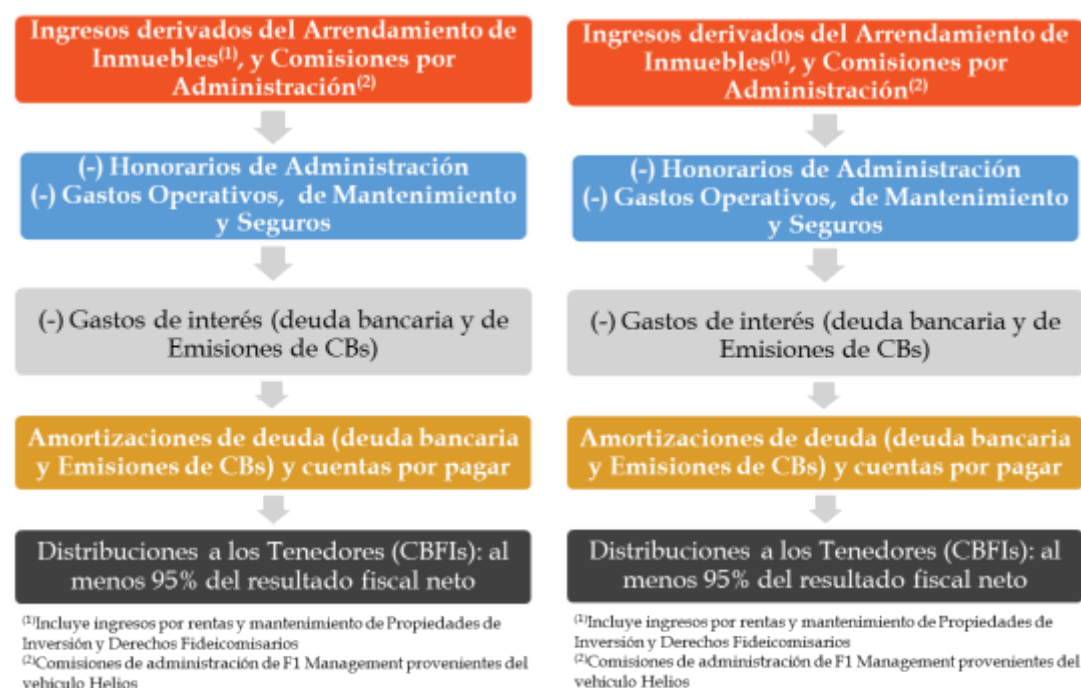 Ingresos derivados del Arrendamiento de
Inmuebles(1), y Comisiones por
Administración(2)
(-) Honorarios de Administración
(-) Gastos Operativos, de Mantenimiento
y Seguros
(-) Gastos de interés (deuda bancaria y de
Emisiones de CBs)
Amortizaciones de deuda (deuda bancaria
y Emisiones de CBs) y cuentas por pagar
Distribuciones a los Tenedores (CBFIs): al
menos 95% del resultado fiscal neto
(1)Incluye ingresos por rentas y mantenimiento de Propiedades de
Inversión y Derechos Fideicomisarios
(2)Comisiones de administración de F1 Management provenientes del
vehículo Helios
Ingresos derivados del Arrendamiento de
Inmuebles(1), y Comisiones por
Administración(2)
(-) Honorarios de Administración
(-) Gastos Operativos, de Mantenimiento
y Seguros
(-) Gastos de interés (deuda bancaria y de
Emisiones de CBs)
Amortizaciones de deuda (deuda bancaria
y Emisiones de CBs) y cuentas por pagar
Distribuciones a los Tenedores (CBFIs): al
menos 95% del resultado fiscal neto
(1)Incluye ingresos por rentas y mantenimiento de Propiedades de
Inversión y Derechos Fideicomisarios
(2)Comisiones de administración de F1 Management provenientes del
vehículo Helios